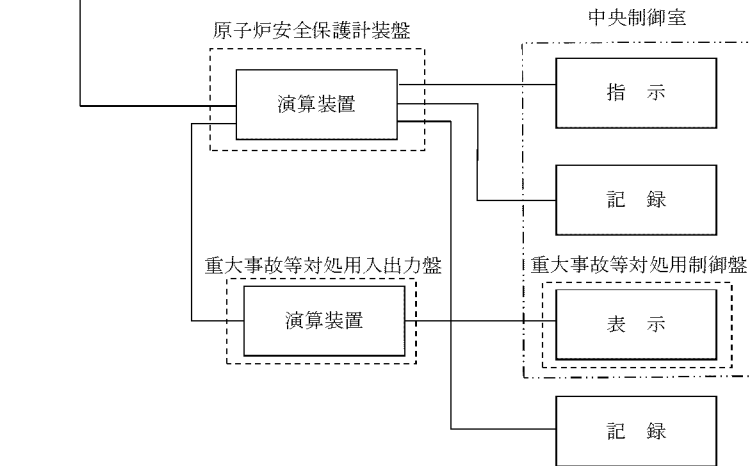 中央制御室
原子炉安全保護計装盤
演算装置
指 示
記 録
重大事故等対処用入出力盤
重大事故等対処用制御盤
演算装置
表 示
記 録